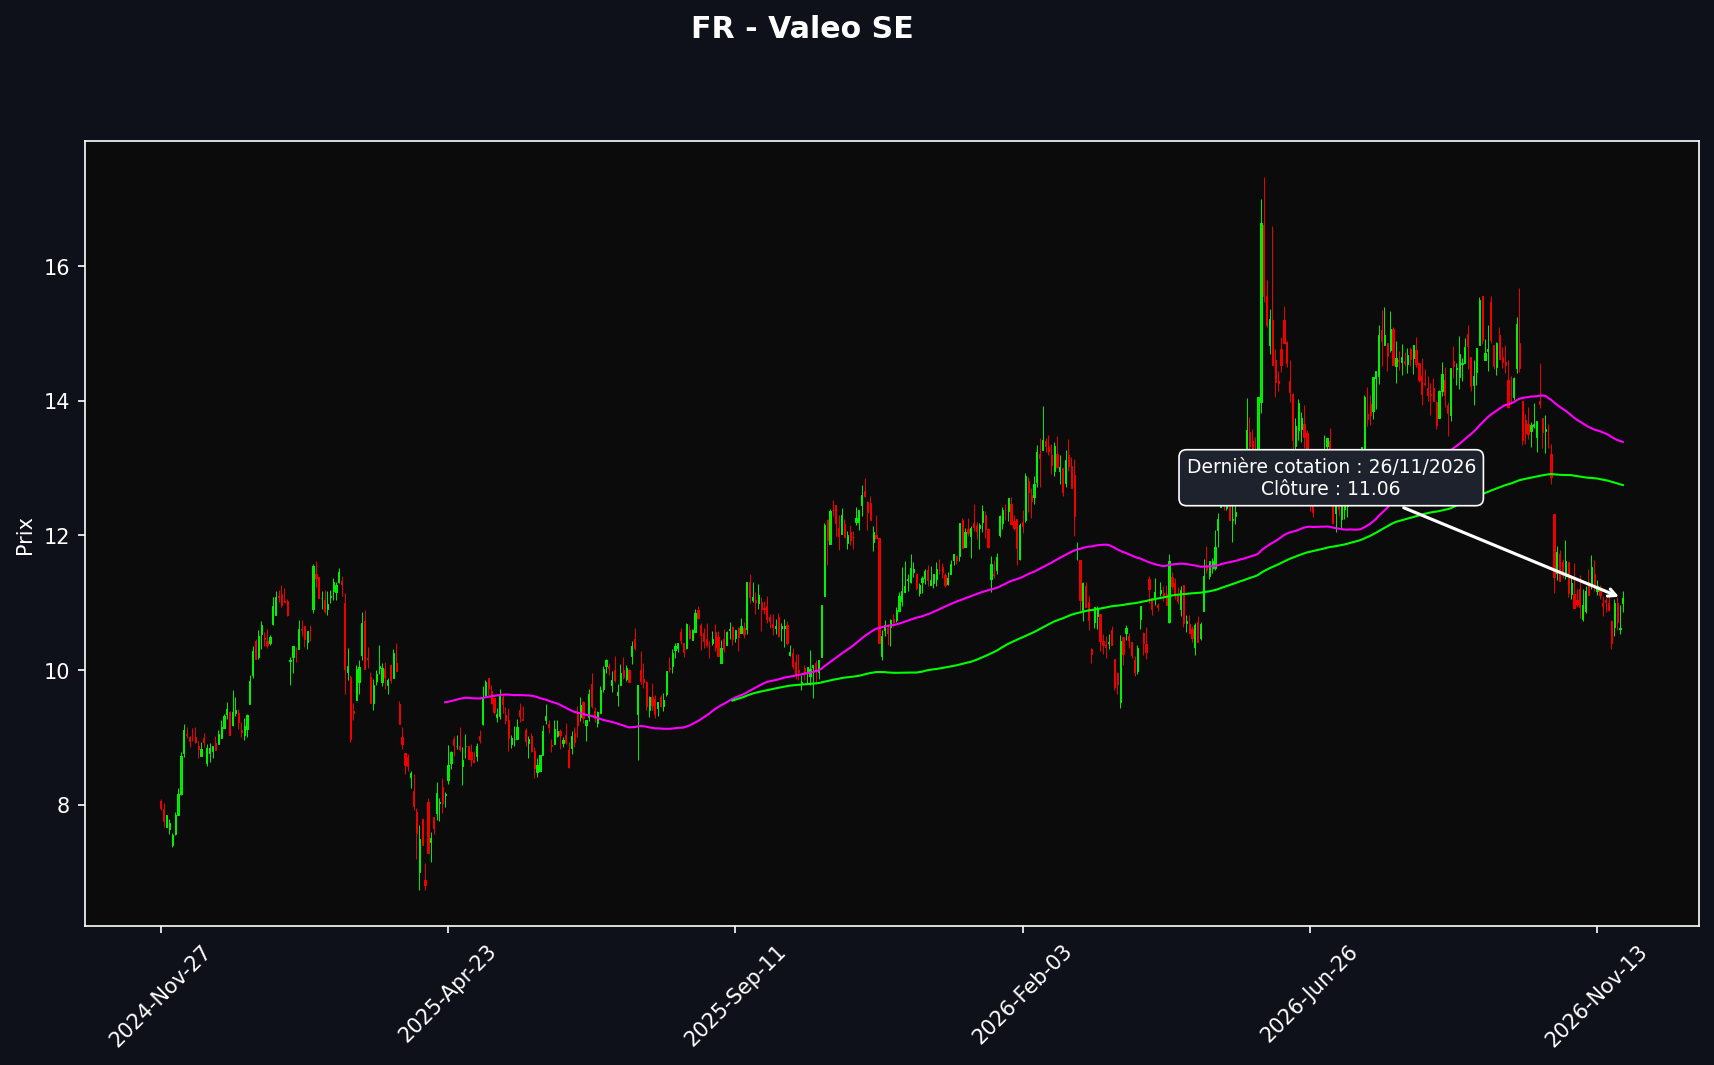 FR - Valeo SE
Prix
16
14
12
10
8
Dernière cotation : 26/11/2026
Clôture : 11.06
2024-Nov-27
2025-Apr-23
2025-Sep-11
2026-Feb-03
2026-Jun-26
2026-Nov-13